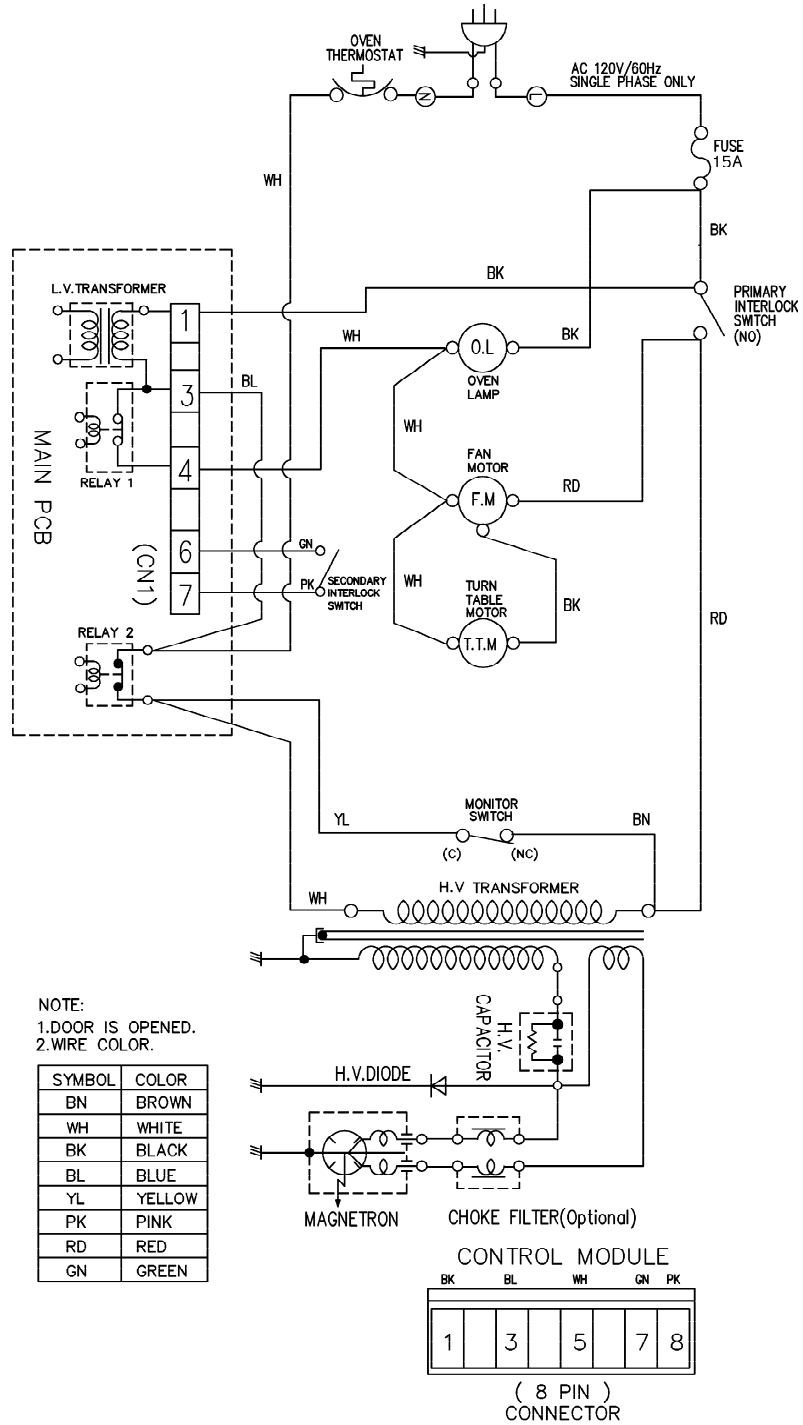 OVEN
THERMOSTAT
AC 120V/60Hz
SINGLE PHASE ONLY
N
L
FUSE
15A
WH
BK
L.V.TRANSFORMER
BK
PRIMARY
INTERLOCK
SWITCH
(NO)
1
WH
O.L
BK
OVEN
LAMP
3
BL
WH
MAIN PCB
RELAY 1
4
FAN
MOTOR
F.M
RD
(CN1)
6
GN
7
PK
SECONDARY
INTERLOCK
SWITCH
WH
TURN
TABLE
MOTOR
T.T.M
BK
RD
RELAY 2
YL
MONITOR
SWITCH
BN
(C)
(NC)
WH
H.V TRANSFORMER
H.V.
CAPACITOR
H.V.DIODE
MAGNETRON
CHOKE FILTER(Optional)
NOTE:
1.DOOR IS OPENED.
2.WIRE COLOR.
SYMBOL COLOR
BN BROWN
WH WHITE
BK BLACK
BL BLUE
YL YELLOW
PK PINK
RD RED
GN GREEN
CONTROL MODULE
BK BL WH GN PK
1 3 5 7 8
( 8 PIN )
CONNECTOR